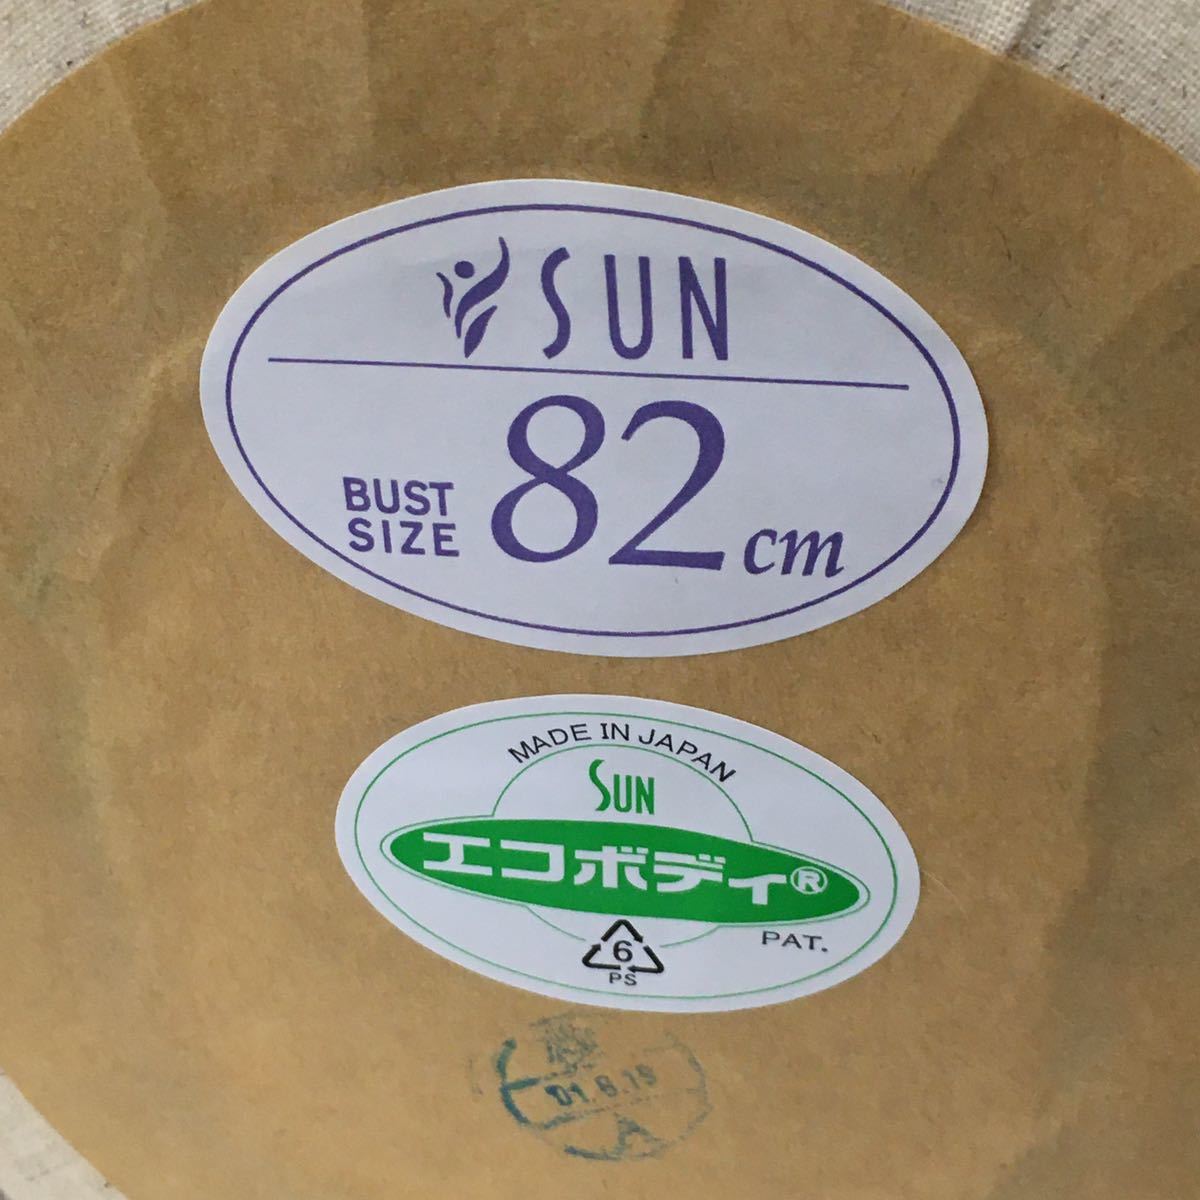 SUN
BUST
SIZE
82 cm
MADE IN JAPAN
SUN
エコボディ®
PAT.
6
PS
A